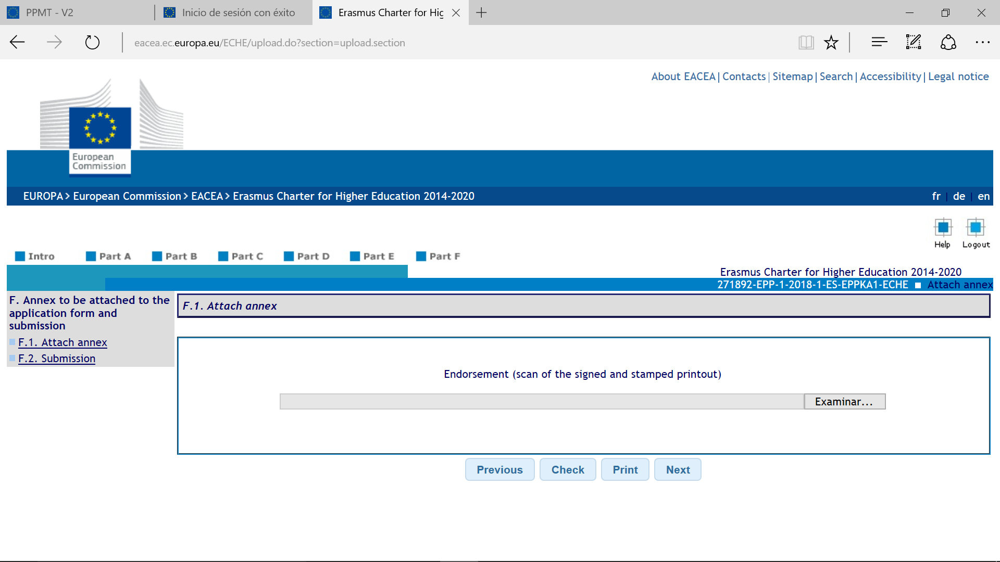 PPMT - V2
Inicio de sesión con éxito
Erasmus Charter for Hig
eacea.ec.europa.eu/ECHE/upload.do?section=upload.section
About EACEA | Contacts | Sitemap | Search | Accessibility | Legal notice
European
Commission
EUROPA > European Commission > EACEA > Erasmus Charter for Higher Education 2014-2020
fr | de | en
Help
Logout
Intro
Part A
Part B
Part C
Part D
Part E
Part F
Erasmus Charter for Higher Education 2014-2020
271892-EPP-1-2018-1-ES-EPPKA1-ECHE Attach annex
F. Annex to be attached to the
application form and
submission
F.1. Attach annex
F.2. Submission
F.1. Attach annex
Endorsement (scan of the signed and stamped printout)
Examinar...
Previous
Check
Print
Next